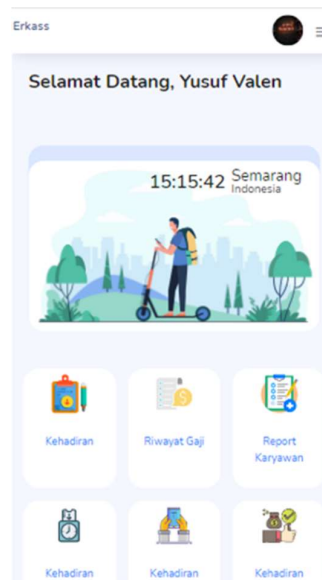 Erkass
Selamat Datang, Yusuf Valen
15:15:42 Semarang
Indonesia
Kehadiran
Riwayat Gaji
Report
Karyawan
Kehadiran
Kehadiran
Kehadiran